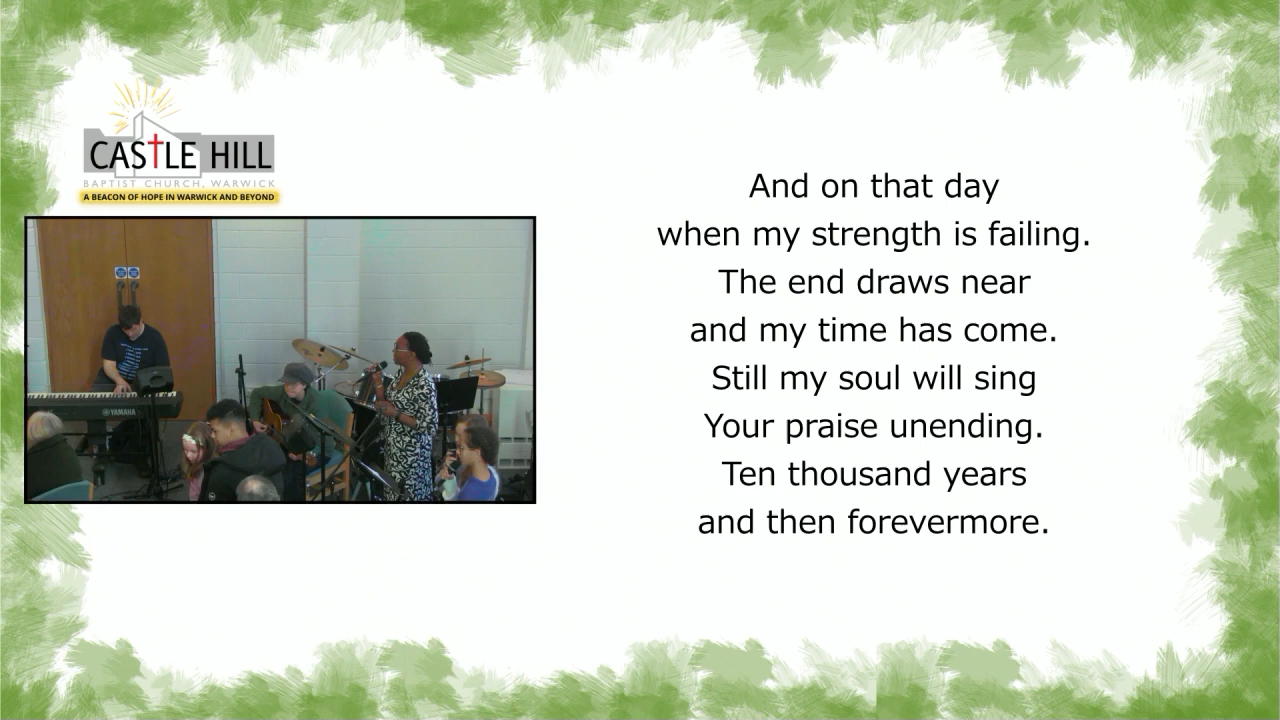 CASTLE HILL
BAPTIST CHURCH, WARWICK
A BEACON OF HOPE IN WARWICK AND BEYOND
YAMAHA
And on that day
when my strength is failing.
The end draws near
and my time has come.
Still my soul will sing
Your praise unending.
Ten thousand years
and then forevermore.